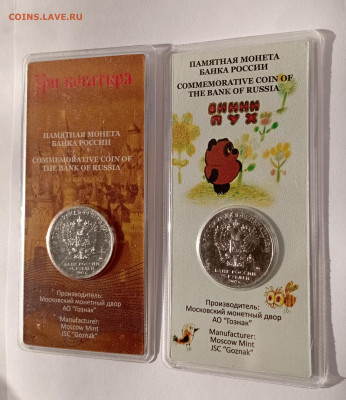 COINS.LAVE.RU
Три богатыря
ПАМЯТНАЯ МОНЕТА
БАНКА РОССИИ
COMMEMORATIVE COIN OF
THE BANK OF RUSSIA
Производитель:
Московский монетный двор
АО "Гознак"
Manufacturer:
Moscow Mint
JSC "Goznak"
ПАМЯТНАЯ МОНЕТА
БАНКА РОССИИ
COMMEMORATIVE COIN OF
THE BANK OF RUSSIA
ВИННИ
ПУХ
БАНК РОССИИ
Производитель:
Московский монетный двор
АО "Гознак"
Manufacturer:
Moscow Mint
JSC "Goznak"